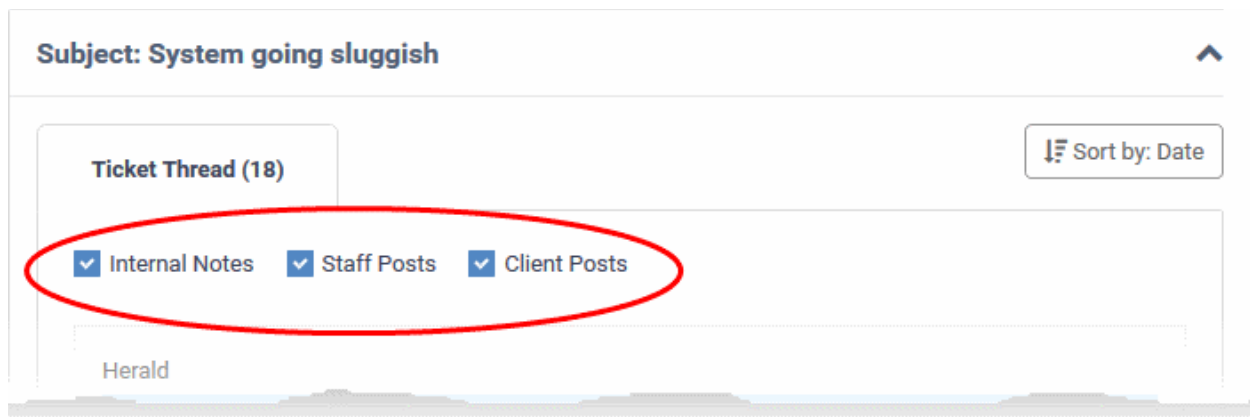 Subject: System going sluggish
Sort by: Date
Ticket Thread (18)
Internal Notes Staff Posts Client Posts
Herald